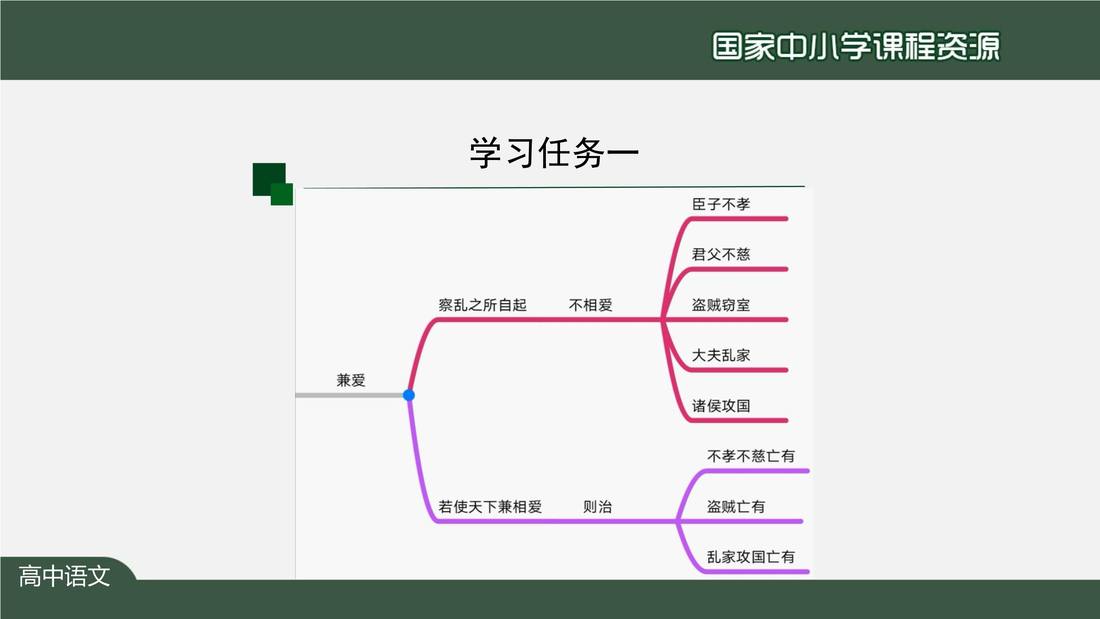 国家中小学课程资源
学习任务一
兼爱
察乱之所自起 不相爱
臣子不孝
君父不慈
盗贼窃室
大夫乱家
诸侯攻国
若使天下兼相爱 则治
不孝不慈亡有
盗贼亡有
乱家攻国亡有
高中语文